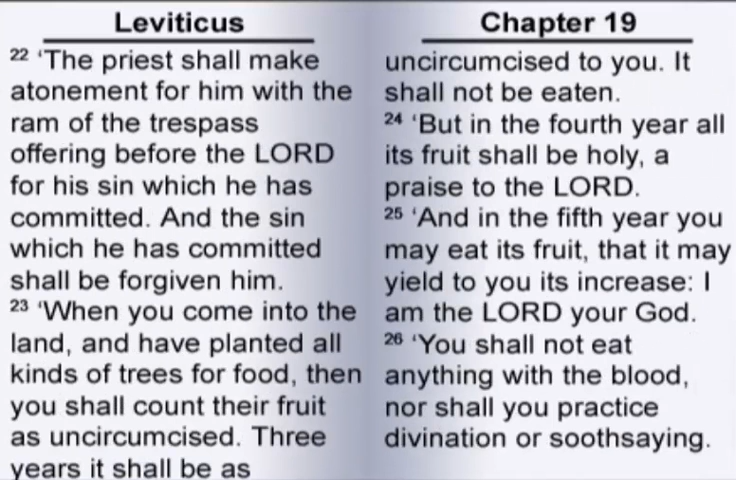 Leviticus
²² ‘The priest shall make
atonement for him with the
ram of the trespass
offering before the LORD
for his sin which he has
committed. And the sin
which he has committed
shall be forgiven him.
²³ ‘When you come into the
land, and have planted all
kinds of trees for food, then
you shall count their fruit
as uncircumcised. Three
years it shall be as
Chapter 19
uncircumcised to you. It
shall not be eaten.
²⁴ ‘But in the fourth year all
its fruit shall be holy, a
praise to the LORD.
²⁵ ‘And in the fifth year you
may eat its fruit, that it may
yield to you its increase: I
am the LORD your God.
²⁶ ‘You shall not eat
anything with the blood,
nor shall you practice
divination or soothsaying.